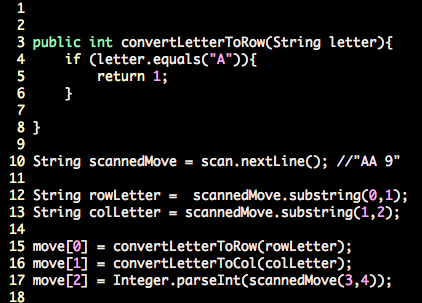 1
2
3 public int convertLetterToRow(String letter){
4     if (letter.equals("A")){
5         return 1;
6     }
7
8 }
9
10 String scannedMove = scan.nextLine(); //"AA 9"
11
12 String rowLetter =  scannedMove.substring(0,1);
13 String colLetter = scannedMove.substring(1,2);
14
15 move[0] = convertLetterToRow(rowLetter);
16 move[1] = convertLetterToCol(colLetter);
17 move[2] = Integer.parseInt(scannedMove(3,4));
18